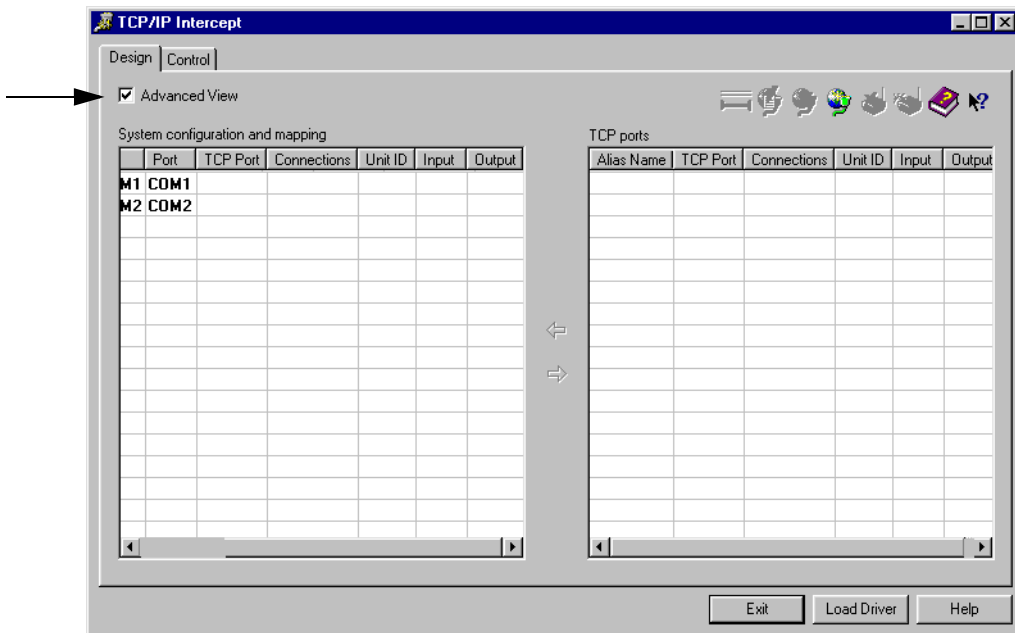 TCP/IP Intercept
Design Control
Advanced View
System configuration and mapping
Port TCP Port Connections Unit ID Input Output
M1 COM1
M2 COM2
TCP ports
Alias Name TCP Port Connections Unit ID Input Output
Exit Load Driver Help